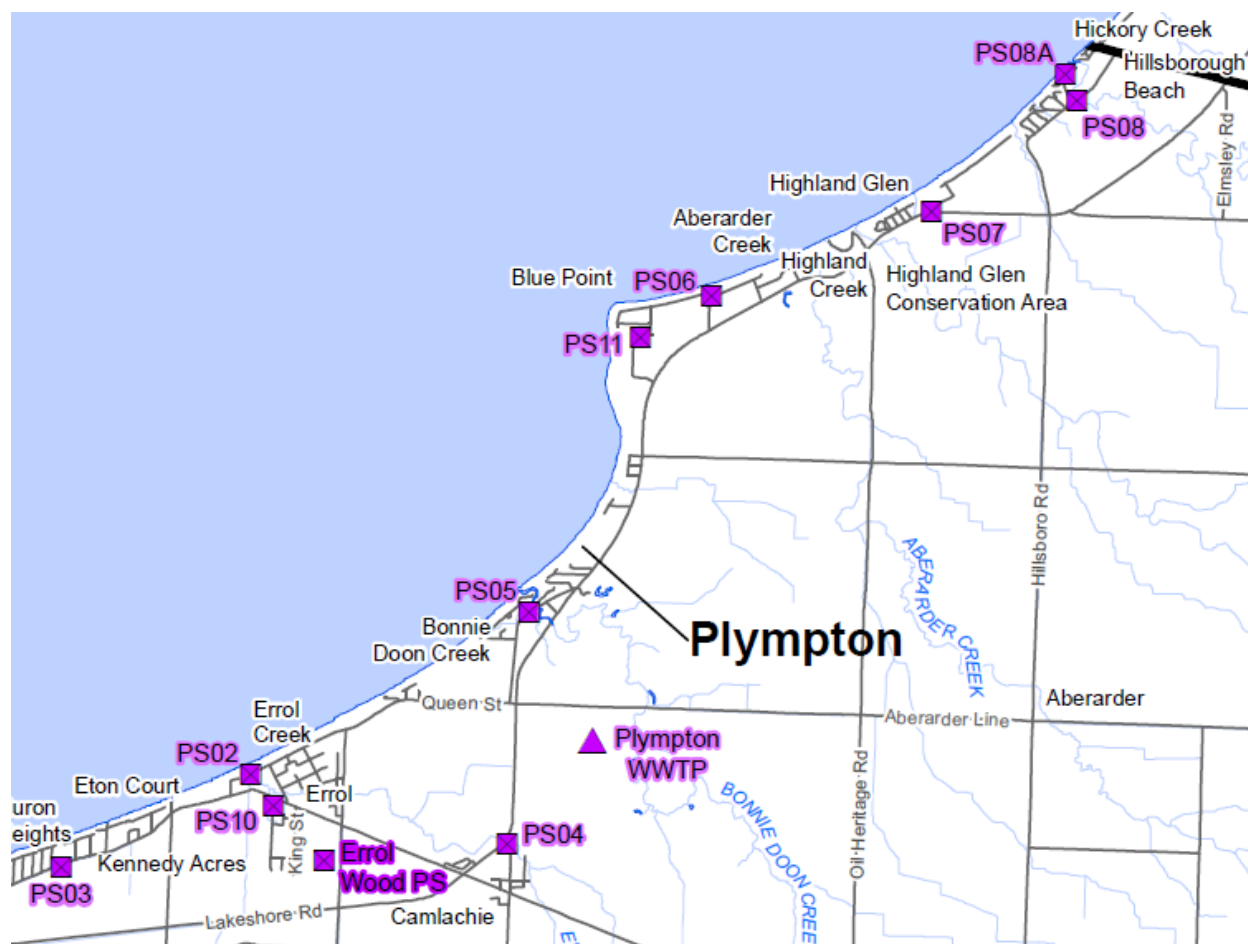 Hickory Creek
PS08A
Hillsborough
Beach
PS08
Elmsley Rd
Highland Glen
PS07
Aberarder
Creek
Highland
Creek
Highland Glen
Conservation Area
Blue Point
PS06
PS11
Hillsboro Rd
ABERARDER CREEK
PS05
Bonnie
Doon Creek
Plympton
Queen St
Aberarder Line
Aberarder
Errol
Creek
PS02
Plympton
WWTP
Oil Heritage Rd
BONNIE DOON CREE
Eton Court
Errol
PS10
King St
uron
eights
Kennedy Acres
PS03
Errol
Wood PS
PS04
Lakeshore Rd
Camlachie